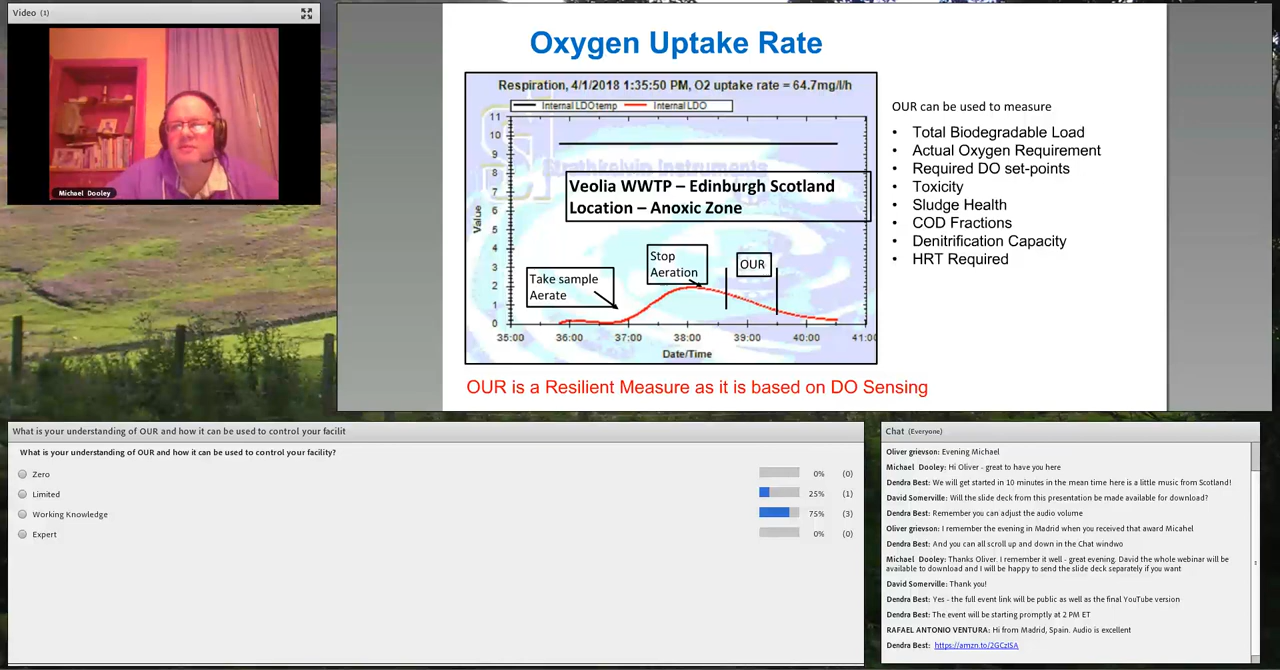 Video (1)
Michael Dooley
Oxygen Uptake Rate
Respiration, 4/1/2018 1:35:50 PM, O2 uptake rate = 64.7mg/l/h
Internal LDO temp Internal LDO
11
10
9
8
7
6
5
4
3
2
1
0
Value
Strathkelvin Instruments
Veolia WWTP – Edinburgh Scotland
Location – Anoxic Zone
Take sample
Aerate
Stop
Aeration
OUR
35:00 36:00 37:00 38:00 39:00 40:00 41:00
Date/Time
OUR can be used to measure
• Total Biodegradable Load
• Actual Oxygen Requirement
• Required DO set-points
• Toxicity
• Sludge Health
• COD Fractions
• Denitrification Capacity
• HRT Required
OUR is a Resilient Measure as it is based on DO Sensing
What is your understanding of OUR and how it can be used to control your facilit
What is your understanding of OUR and how it can be used to control your facility?
Zero 0% (0)
Limited 25% (1)
Working Knowledge 75% (3)
Expert 0% (0)
Chat (Everyone)
Oliver grievson: Evening Michael
Michael Dooley: Hi Oliver - great to have you here
Dendra Best: We will get started in 10 minutes in the mean time here is a little music from Scotland!
David Somerville: Will the slide deck from this presentation be made available for download?
Dendra Best: Remember you can adjust the audio volume
Oliver grievson: I remember the evening in Madrid when you received that award Micahel
Dendra Best: And you can all scroll up and down in the Chat windwo
Michael Dooley: Thanks Oliver. I remember it well - great evening. David the whole webinar will be
available to download and I will be happy to send the slide deck separately if you want
David Somerville: Thank you!
Dendra Best: Yes - the full event link will be public as well as the final YouTube version
Dendra Best: The event will be starting promptly at 2 PM ET
RAFAEL ANTONIO VENTURA: Hi from Madrid, Spain. Audio is excellent
Dendra Best: https://amzn.to/2GCzISA